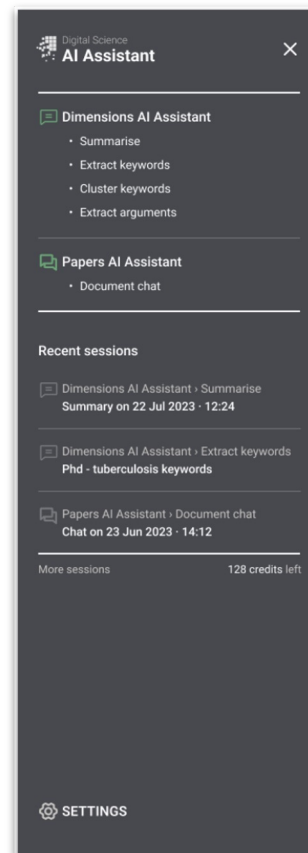 Digital Science
AI Assistant
Dimensions AI Assistant
• Summarise
• Extract keywords
• Cluster keywords
• Extract arguments
Papers AI Assistant
• Document chat
Recent sessions
Dimensions AI Assistant › Summarise
Summary on 22 Jul 2023 · 12:24
Dimensions AI Assistant › Extract keywords
Phd - tuberculosis keywords
Papers AI Assistant › Document chat
Chat on 23 Jun 2023 · 14:12
More sessions 128 credits left
SETTINGS